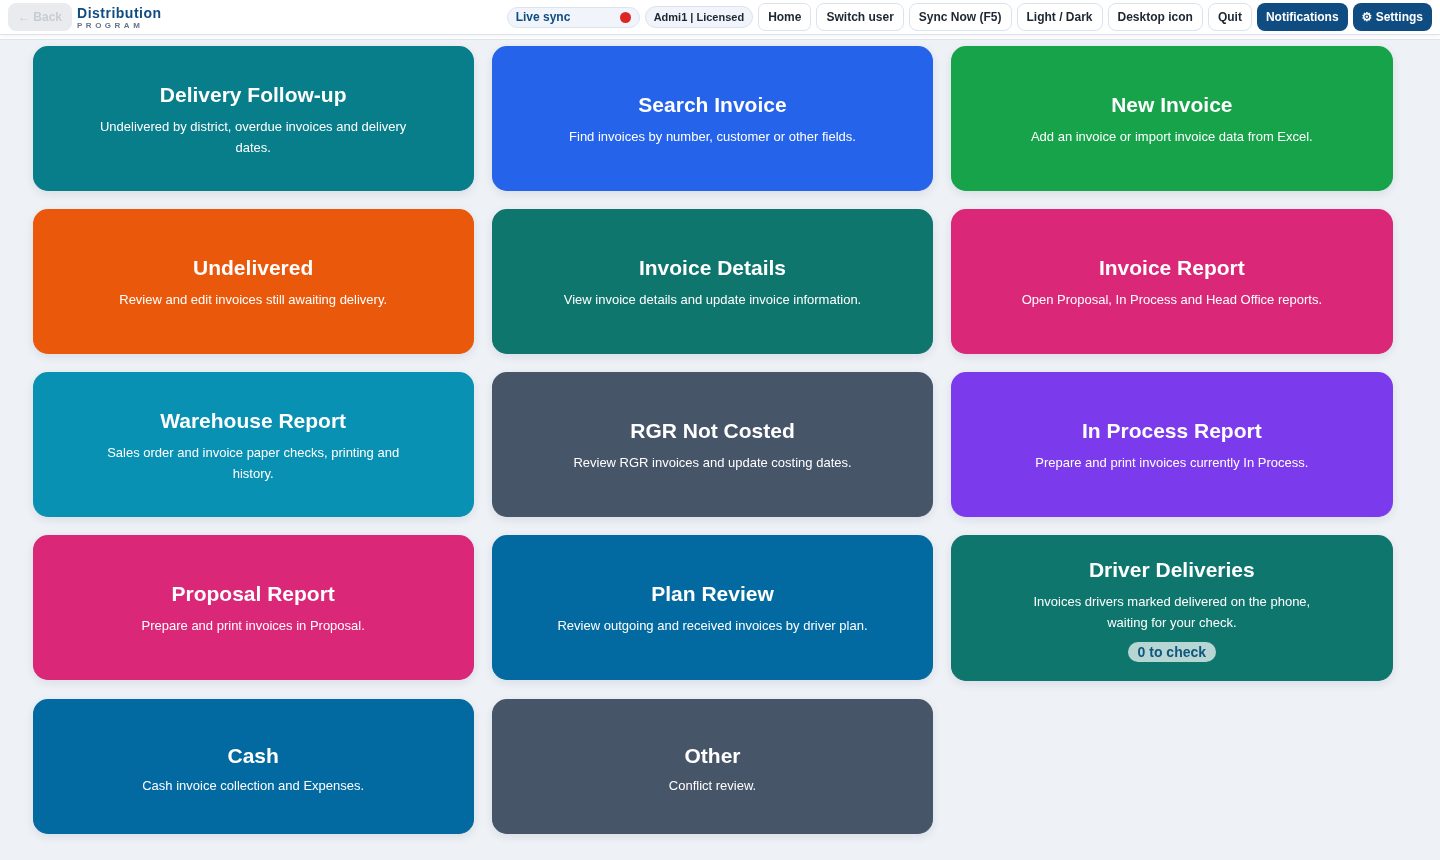 ← Back
Distribution
PROGRAM
Live sync
Admi1 | Licensed
Home
Switch user
Sync Now (F5)
Light / Dark
Desktop icon
Quit
Notifications
⚙ Settings
Delivery Follow-up
Undelivered by district, overdue invoices and delivery
dates.
Search Invoice
Find invoices by number, customer or other fields.
New Invoice
Add an invoice or import invoice data from Excel.
Undelivered
Review and edit invoices still awaiting delivery.
Invoice Details
View invoice details and update invoice information.
Invoice Report
Open Proposal, In Process and Head Office reports.
Warehouse Report
Sales order and invoice paper checks, printing and
history.
RGR Not Costed
Review RGR invoices and update costing dates.
In Process Report
Prepare and print invoices currently In Process.
Proposal Report
Prepare and print invoices in Proposal.
Plan Review
Review outgoing and received invoices by driver plan.
Driver Deliveries
Invoices drivers marked delivered on the phone,
waiting for your check.
0 to check
Cash
Cash invoice collection and Expenses.
Other
Conflict review.